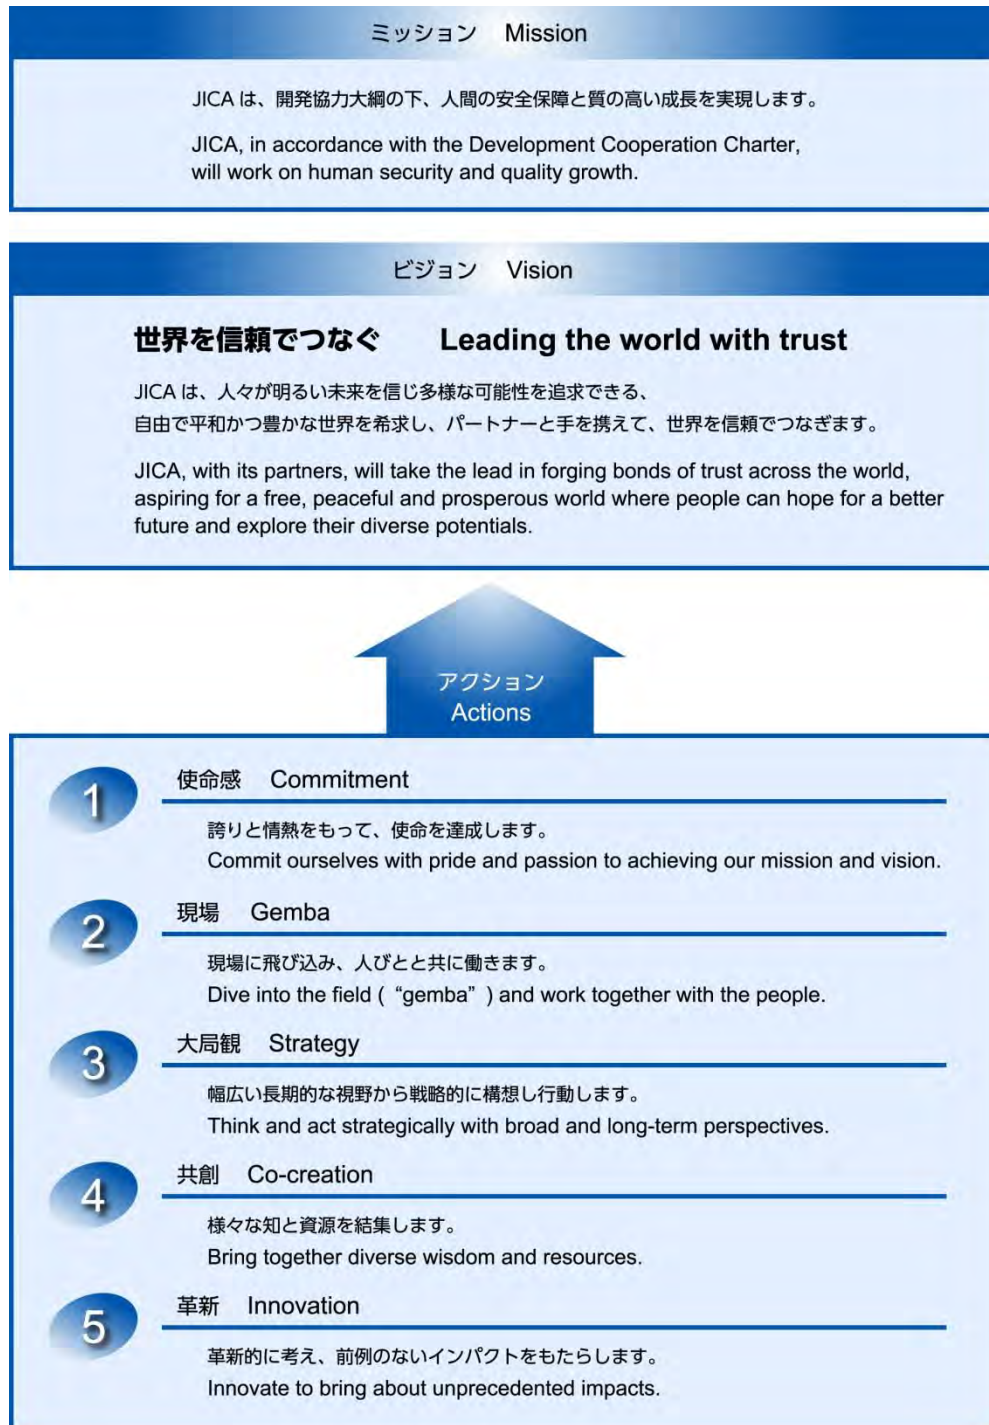 ミッション Mission
JICA は、開発協力大綱の下、人間の安全保障と質の高い成長を実現します。
JICA, in accordance with the Development Cooperation Charter,
will work on human security and quality growth.
ビジョン Vision
世界を信頼でつなぐ Leading the world with trust
JICA は、人々が明るい未来を信じ多様な可能性を追求できる、
自由で平和かつ豊かな世界を希求し、パートナーと手を携えて、世界を信頼でつなぎます。
JICA, with its partners, will take the lead in forging bonds of trust across the world,
aspiring for a free, peaceful and prosperous world where people can hope for a better
future and explore their diverse potentials.
アクション
Actions
1 使命感 Commitment
誇りと情熱をもって、使命を達成します。
Commit ourselves with pride and passion to achieving our mission and vision.
2 現場 Gemba
現場に飛び込み、人びとと共に働きます。
Dive into the field ( “gemba” ) and work together with the people.
3 大局観 Strategy
幅広い長期的な視野から戦略的に構想し行動します。
Think and act strategically with broad and long-term perspectives.
4 共創 Co-creation
様々な知と資源を結集します。
Bring together diverse wisdom and resources.
5 革新 Innovation
革新的に考え、前例のないインパクトをもたらします。
Innovate to bring about unprecedented impacts.